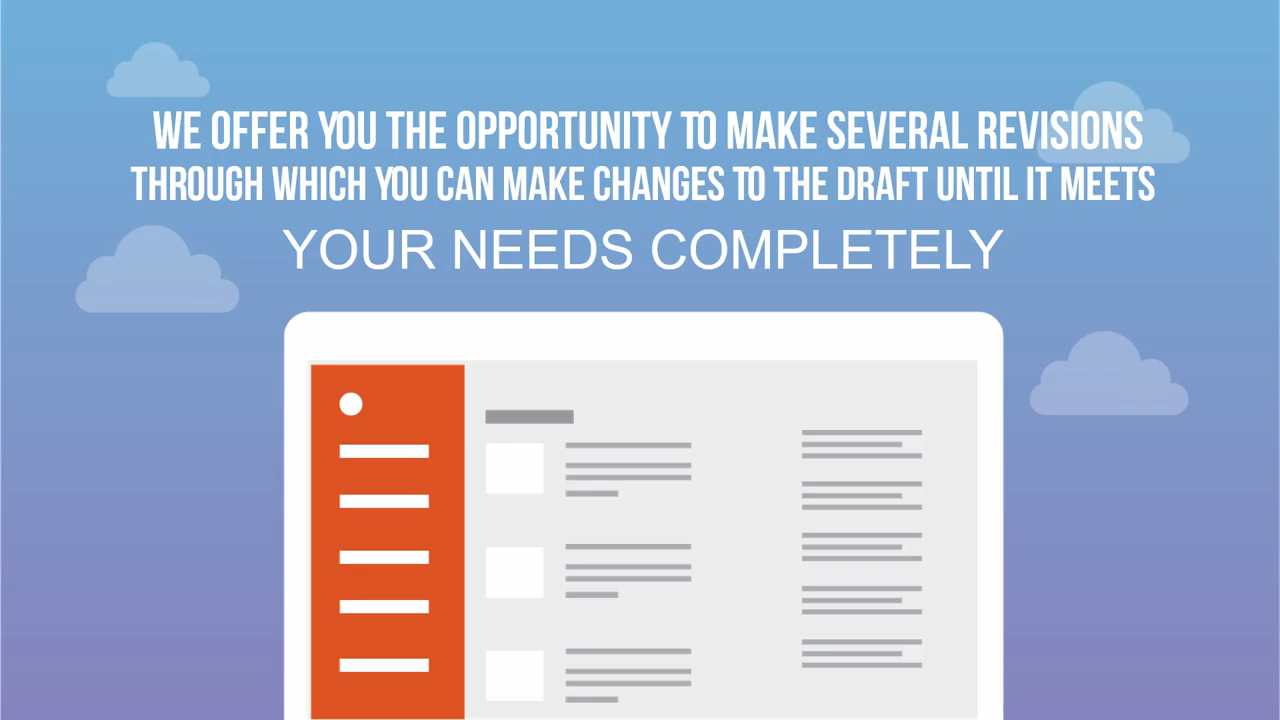 WE OFFER YOU THE OPPORTUNITY TO MAKE SEVERAL REVISIONS
THROUGH WHICH YOU CAN MAKE CHANGES TO THE DRAFT UNTIL IT MEETS
YOUR NEEDS COMPLETELY